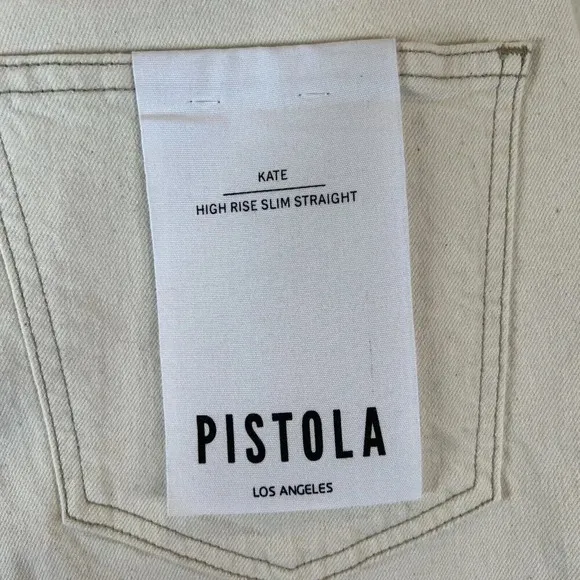 KATE
HIGH RISE SLIM STRAIGHT
PISTOLA
LOS ANGELES